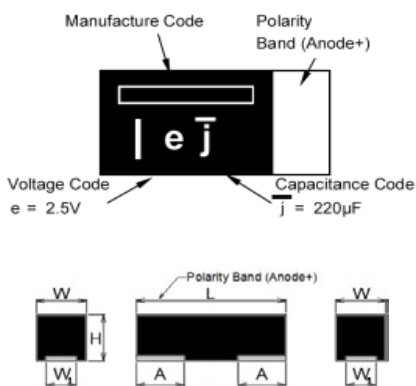 Manufacture Code
Polarity
Band (Anode+)
| e j̅
Voltage Code
e = 2.5V
Capacitance Code
j̅ = 220µF
Polarity Band (Anode+)
W
L
W
H
W₁
A
A
W₁